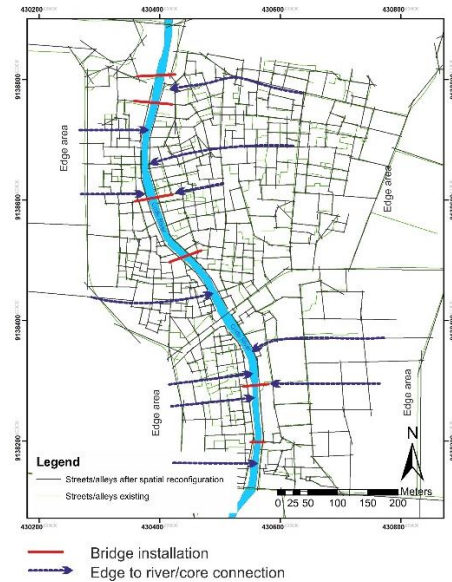 430200 430400 430600 430800
9138800
Edge area
Edge area
9138600
9138400
Edge area
Edge area
9138200
N
Legend
Streets/alleys after spatial reconfiguration
Streets/alleys existing
0 25 50 100 150 200 Meters
430200 430400 430600 430800
Bridge installation
Edge to river/core connection